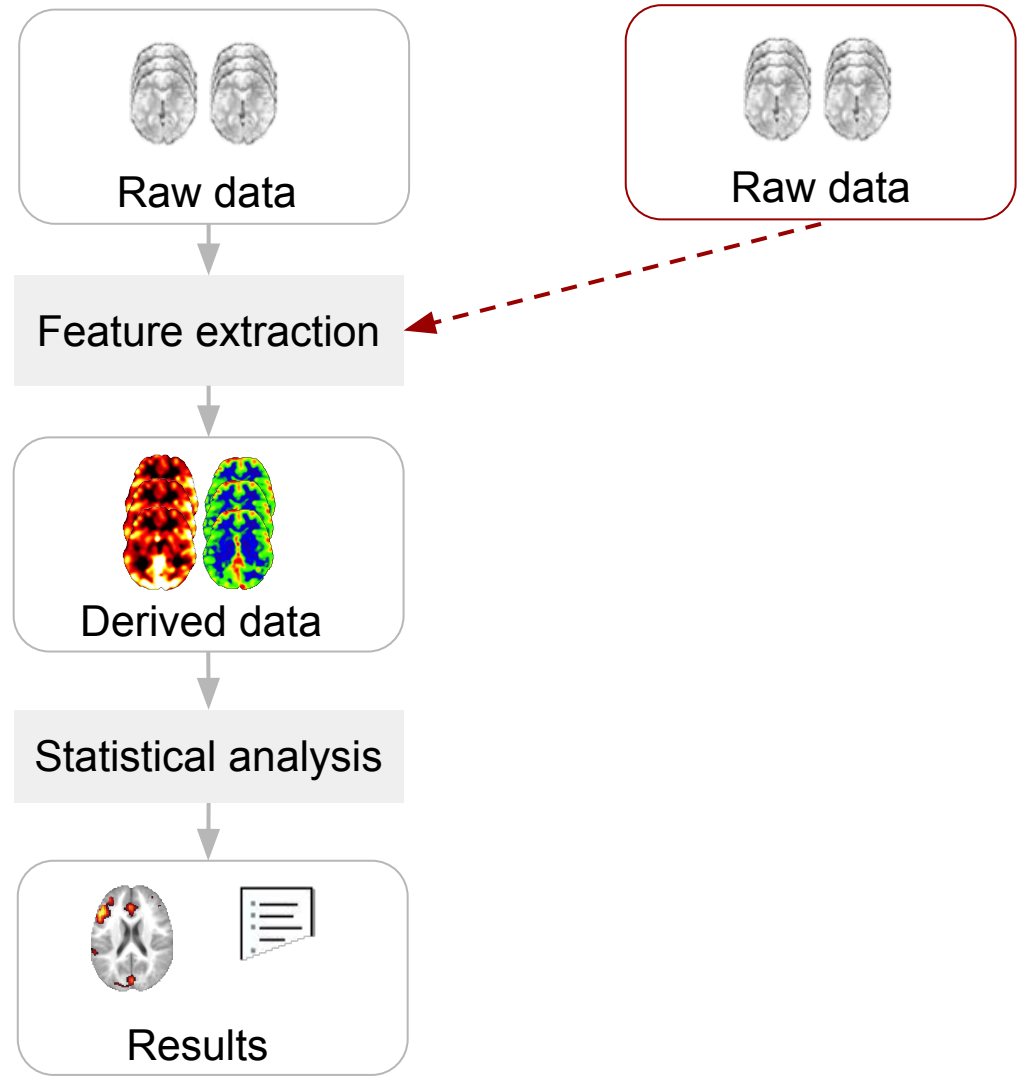 Raw data
Raw data
Feature extraction
Derived data
Statistical analysis
Results